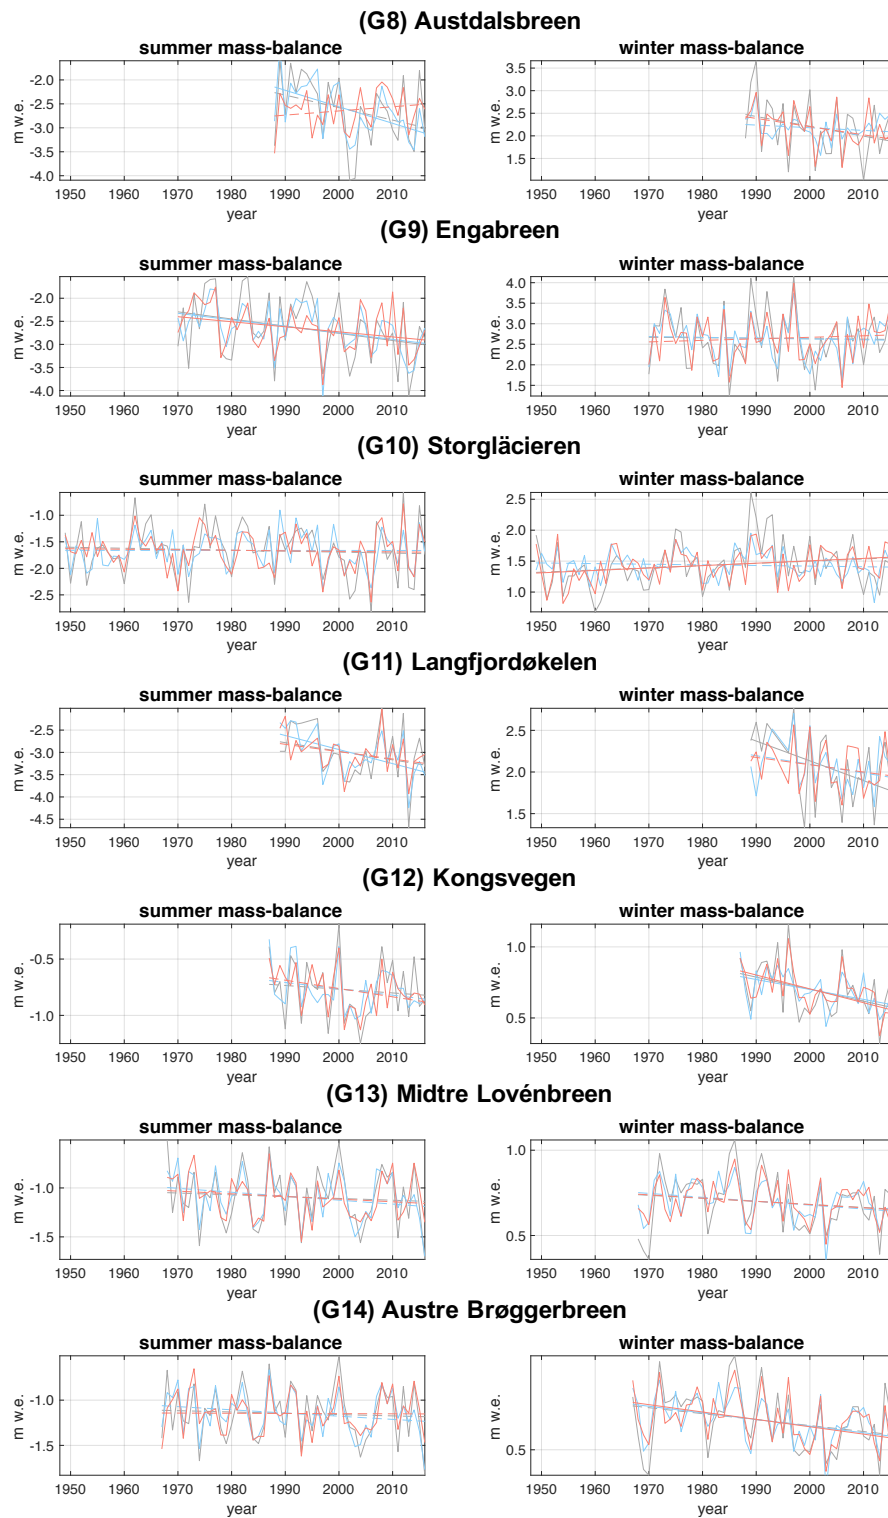 (G8) Austdalsbreen
summer mass-balance
winter mass-balance
m w.e.
-2.0
-2.5
-3.0
-3.5
-4.0
1950 1960 1970 1980 1990 2000 2010
year
m w.e.
3.5
3.0
2.5
2.0
1.5
1950 1960 1970 1980 1990 2000 2010
year
(G9) Engabreen
summer mass-balance
winter mass-balance
m w.e.
-2.0
-2.5
-3.0
-3.5
-4.0
1950 1960 1970 1980 1990 2000 2010
year
m w.e.
4.0
3.5
3.0
2.5
2.0
1.5
1950 1960 1970 1980 1990 2000 2010
year
(G10) Storgläcieren
summer mass-balance
winter mass-balance
m w.e.
-1.0
-1.5
-2.0
-2.5
1950 1960 1970 1980 1990 2000 2010
year
m w.e.
2.5
2.0
1.5
1.0
1950 1960 1970 1980 1990 2000 2010
year
(G11) Langfjordøkelen
summer mass-balance
winter mass-balance
m w.e.
-2.5
-3.0
-3.5
-4.0
-4.5
1950 1960 1970 1980 1990 2000 2010
year
m w.e.
2.5
2.0
1.5
1950 1960 1970 1980 1990 2000 2010
year
(G12) Kongsvegen
summer mass-balance
winter mass-balance
m w.e.
-0.5
-1.0
1950 1960 1970 1980 1990 2000 2010
year
m w.e.
1.0
0.5
1950 1960 1970 1980 1990 2000 2010
year
(G13) Midtre Lovénbreen
summer mass-balance
winter mass-balance
m w.e.
-1.0
-1.5
1950 1960 1970 1980 1990 2000 2010
year
m w.e.
1.0
0.5
1950 1960 1970 1980 1990 2000 2010
year
(G14) Austre Brøggerbreen
summer mass-balance
winter mass-balance
m w.e.
-1.0
-1.5
1950 1960 1970 1980 1990 2000 2010
year
m w.e.
0.5
1950 1960 1970 1980 1990 2000 2010
year